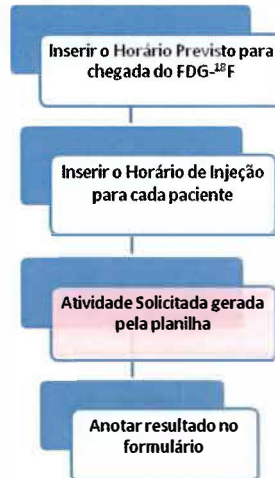 Inserir o Horário Previsto para
chegada do FDG-¹⁸F
Inserir o Horário de Injeção
para cada paciente
Atividade Solicitada gerada
pela planilha
Anotar resultado no
formulário